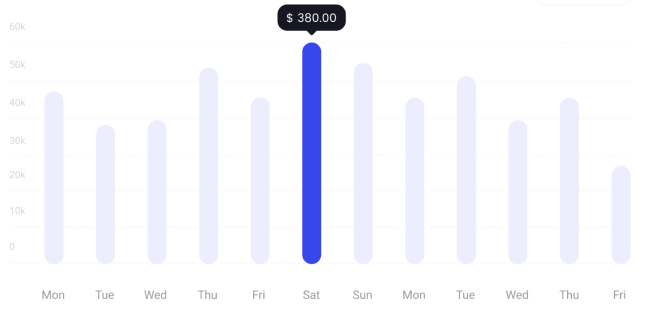 $ 380.00
60k
50k
40k
30k
20k
10k
0
Mon Tue Wed Thu Fri Sat Sun Mon Tue Wed Thu Fri